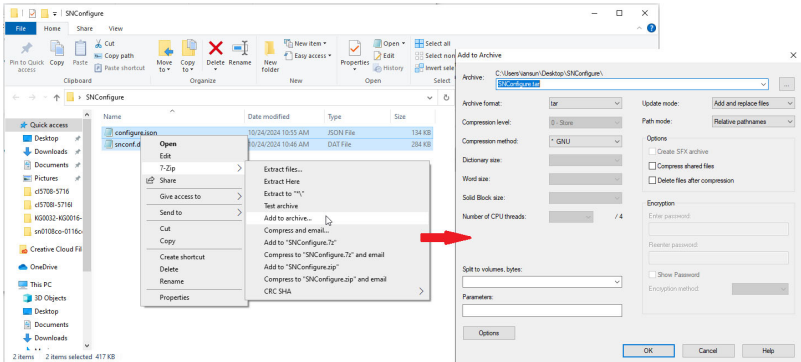 SNConfigure
File Home Share View
Pin to Quick access
Copy
Paste
Cut
Copy path
Paste shortcut
Clipboard
Move to
Copy to
Delete
Rename
Organize
New folder
New item
Easy access
New
Properties
Open
Edit
History
Open
Select all
Select non
Invert sele
Select
SNConfigure
Name Date modified Type Size
configure.json 10/24/2024 10:55 AM JSON File 134 KB
snconf.d 10/24/2024 10:46 AM DAT File 284 KB
Quick access
Desktop
Downloads
Documents
Pictures
ci5708-5716
ci5708I-5716I
KG0032-KG0016-
sn0108co-0116c
Creative Cloud Fil
OneDrive
This PC
3D Objects
Desktop
Documents
Downloads
2 items 2 items selected 417 KB
Open
Edit
7-Zip
Share
Give access to
Send to
Cut
Copy
Create shortcut
Delete
Rename
Properties
Extract files...
Extract Here
Extract to "*\"
Test archive
Add to archive...
Compress and email...
Add to "SNConfigure.7z"
Compress to "SNConfigure.7z" and email
Add to "SNConfigure.zip"
Compress to "SNConfigure.zip" and email
CRC SHA
Add to Archive
Archive: C:\Users\iansun\Desktop\SNConfigure\
SNConfigure.tar
...
Archive format: tar
Compression level: 0 - Store
Compression method: * GNU
Dictionary size:
Word size:
Solid Block size:
Number of CPU threads: / 4
Split to volumes, bytes:
Parameters:
Options
Update mode: Add and replace files
Path mode: Relative pathnames
Options
Create SFX archive
Compress shared files
Delete files after compression
Encryption
Enter password:
Reenter password:
Show Password
Encryption method:
OK Cancel Help